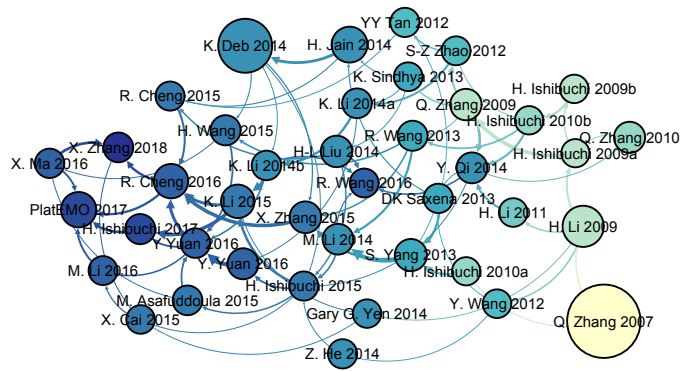 YY Tan 2012
K. Deb 2014
H. Jain 2014
S-Z Zhao 2012
K. Sindhya 2013
R. Cheng 2015
K. Li 2014a
Q. Zhang 2009
H. Ishibuchi 2009b
H. Ishibuchi 2010b
H. Wang 2015
R. Wang 2013
Q. Zhang 2010
X. Zhang 2018
H-L Liu 2014
H. Ishibuchi 2009a
X. Ma 2016
K. Li 2014b
Y. Qi 2014
R. Cheng 2016
R. Wang 2016
DK Saxena 2013
K. Li 2015
PlatEMO 2017
X. Zhang 2015
H. Li 2011
H. Li 2009
H. Ishibuchi 2017
Y. Yuan 2016
M. Li 2014
S. Yang 2013
Y. Yuan 2016
M. Li 2016
H. Ishibuchi 2010a
H. Ishibuchi 2015
M. Asafuddoula 2015
Y. Wang 2012
Gary G. Yen 2014
X. Cai 2015
Q. Zhang 2007
Z. He 2014